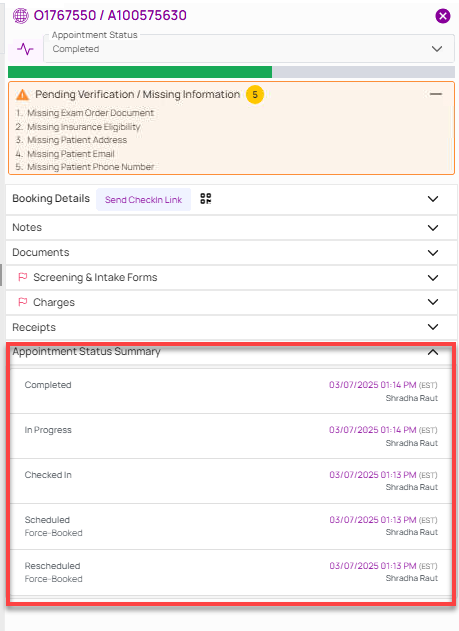 O1767550 / A100575630
Appointment Status
Completed
Pending Verification / Missing Information 5
1. Missing Exam Order Document
2. Missing Insurance Eligibility
3. Missing Patient Address
4. Missing Patient Email
5. Missing Patient Phone Number
Booking Details Send CheckIn Link
Notes
Documents
Screening & Intake Forms
Charges
Receipts
Appointment Status Summary
Completed 03/07/2025 01:14 PM (EST)
Shradha Raut
In Progress 03/07/2025 01:14 PM (EST)
Shradha Raut
Checked In 03/07/2025 01:13 PM (EST)
Shradha Raut
Scheduled 03/07/2025 01:13 PM (EST)
Force-Booked Shradha Raut
Rescheduled 03/07/2025 01:13 PM (EST)
Force-Booked Shradha Raut